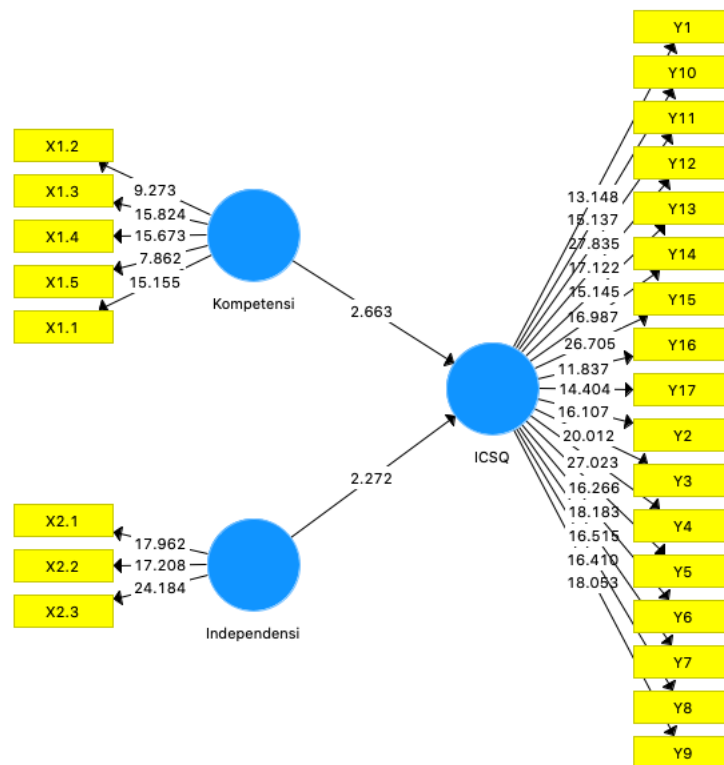 X1.2
X1.3
X1.4
X1.5
X1.1
9.273
15.824
15.673
7.862
15.155
Kompetensi
2.663
X2.1
X2.2
X2.3
17.962
17.208
24.184
Independensi
2.272
ICSQ
13.148
15.137
27.835
17.122
15.145
16.987
26.705
11.837
14.404
16.107
20.012
27.023
16.266
18.183
16.515
16.410
18.053
Y1
Y10
Y11
Y12
Y13
Y14
Y15
Y16
Y17
Y2
Y3
Y4
Y5
Y6
Y7
Y8
Y9